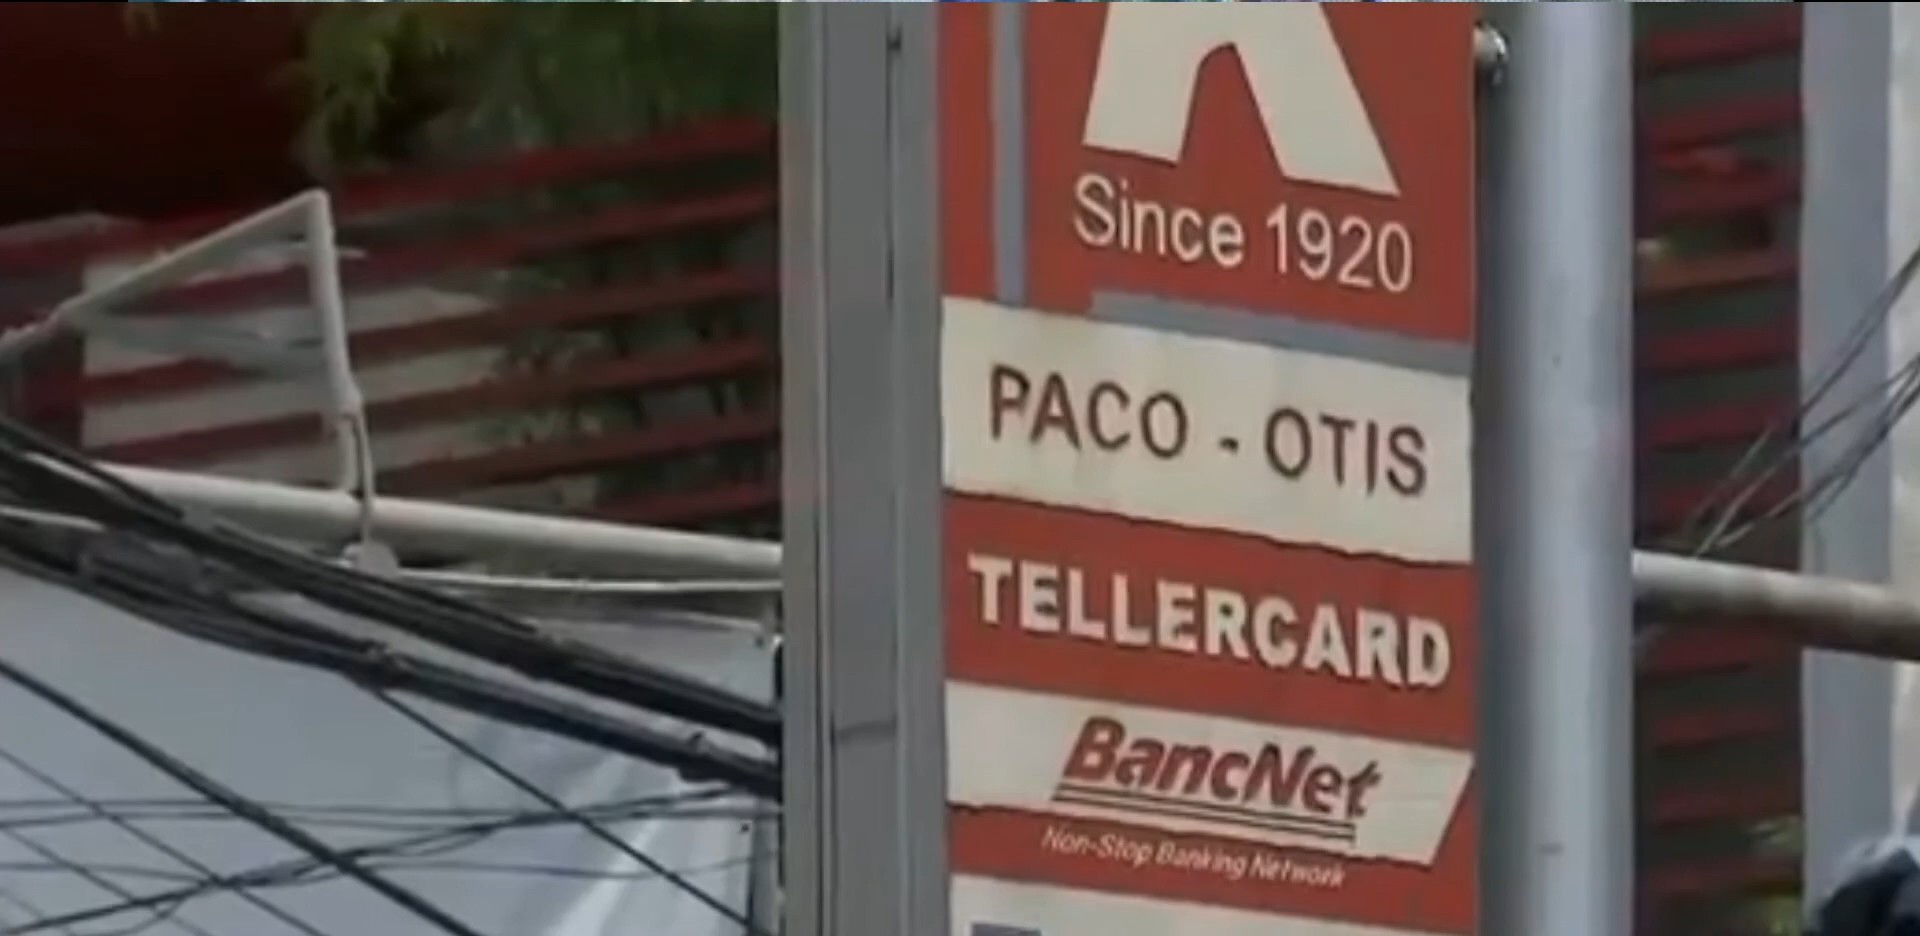 Since 1920
PACO - OTIS
TELLERCARD
BancNet
Non-Stop Banking Network